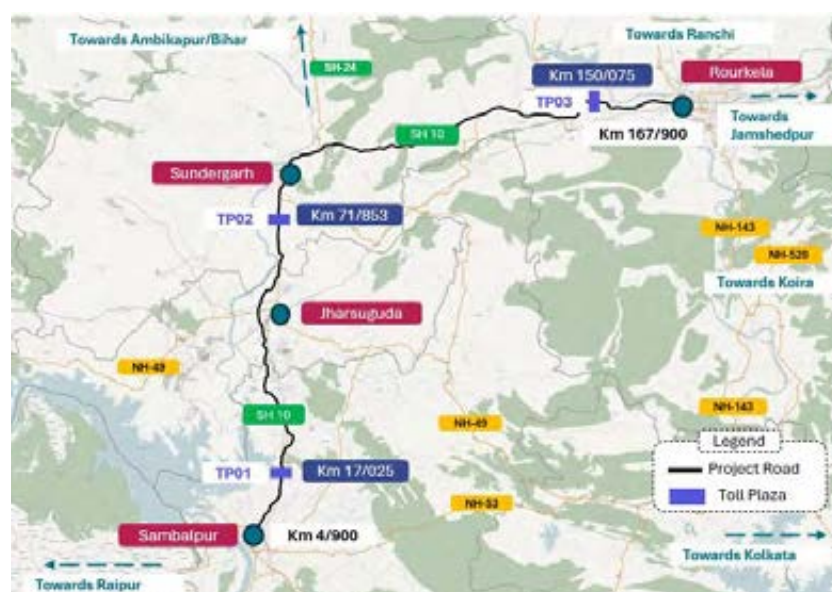 Towards Ambikapur/Bihar
Towards Ranchi
SH-24
Km 150/075
Rourkela
TP03
Towards
Jamshedpur
SH 10
Km 167/900
Sundergarh
TP02
Km 71/853
NH-143
NH-520
Towards Koira
Jharsuguda
NH-49
NH-143
SH 10
NH-49
Legend
Project Road
Toll Plaza
TP01
Km 17/025
NH-53
Sambalpur
Km 4/900
Towards Kolkata
Towards Raipur